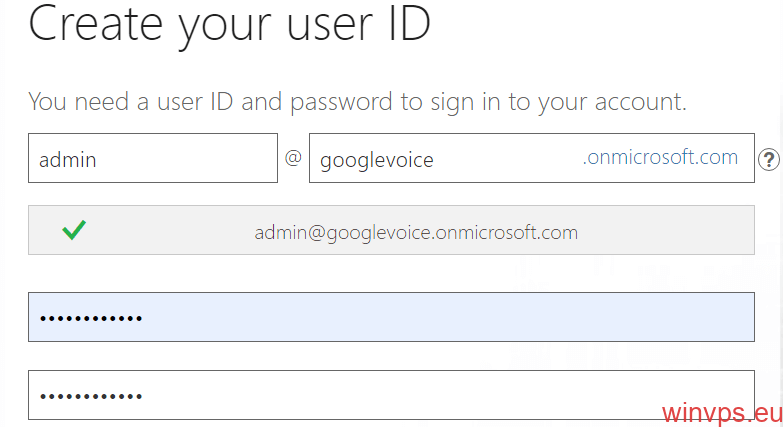 Create your user ID
You need a user ID and password to sign in to your account.
admin @ googlevoice .onmicrosoft.com ?
admin@googlevoice.onmicrosoft.com
••••••••••••
••••••••••••
winvps.eu